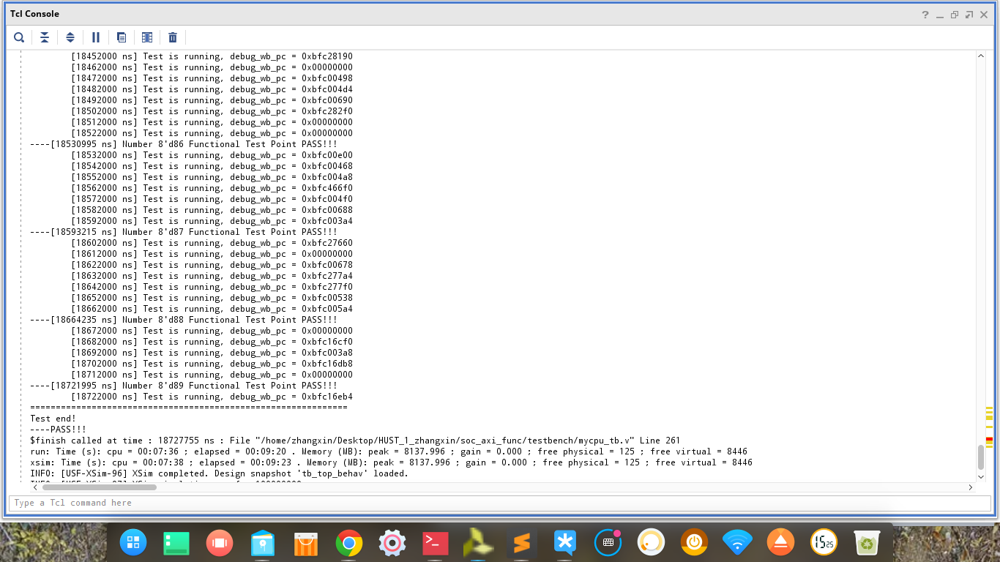 Tcl Console
[18452000 ns] Test is running, debug_wb_pc = 0xbfc28190
[18462000 ns] Test is running, debug_wb_pc = 0x00000000
[18472000 ns] Test is running, debug_wb_pc = 0xbfc00498
[18482000 ns] Test is running, debug_wb_pc = 0xbfc004d4
[18492000 ns] Test is running, debug_wb_pc = 0xbfc00690
[18502000 ns] Test is running, debug_wb_pc = 0xbfc282f0
[18512000 ns] Test is running, debug_wb_pc = 0x00000000
[18522000 ns] Test is running, debug_wb_pc = 0x00000000
----[18530995 ns] Number 8'd86 Functional Test Point PASS!!!
[18532000 ns] Test is running, debug_wb_pc = 0xbfc00e00
[18542000 ns] Test is running, debug_wb_pc = 0xbfc00468
[18552000 ns] Test is running, debug_wb_pc = 0xbfc004a8
[18562000 ns] Test is running, debug_wb_pc = 0xbfc466f0
[18572000 ns] Test is running, debug_wb_pc = 0xbfc004f0
[18582000 ns] Test is running, debug_wb_pc = 0xbfc00688
[18592000 ns] Test is running, debug_wb_pc = 0xbfc003a4
----[18593215 ns] Number 8'd87 Functional Test Point PASS!!!
[18602000 ns] Test is running, debug_wb_pc = 0xbfc27660
[18612000 ns] Test is running, debug_wb_pc = 0x00000000
[18622000 ns] Test is running, debug_wb_pc = 0xbfc00678
[18632000 ns] Test is running, debug_wb_pc = 0xbfc277a4
[18642000 ns] Test is running, debug_wb_pc = 0xbfc277f0
[18652000 ns] Test is running, debug_wb_pc = 0xbfc00538
[18662000 ns] Test is running, debug_wb_pc = 0xbfc005a4
----[18664235 ns] Number 8'd88 Functional Test Point PASS!!!
[18672000 ns] Test is running, debug_wb_pc = 0x00000000
[18682000 ns] Test is running, debug_wb_pc = 0xbfc16cf0
[18692000 ns] Test is running, debug_wb_pc = 0xbfc003a8
[18702000 ns] Test is running, debug_wb_pc = 0xbfc16db8
[18712000 ns] Test is running, debug_wb_pc = 0x00000000
----[18721995 ns] Number 8'd89 Functional Test Point PASS!!!
[18722000 ns] Test is running, debug_wb_pc = 0xbfc16eb4
==============================================================
Test end!
----PASS!!!
$finish called at time : 18727755 ns : File "/home/zhangxin/Desktop/HUST_1_zhangxin/soc_axi_func/testbench/mycpu_tb.v" Line 261
run: Time (s): cpu = 00:07:36 ; elapsed = 00:09:20 . Memory (MB): peak = 8137.996 ; gain = 0.000 ; free physical = 125 ; free virtual = 8446
xsim: Time (s): cpu = 00:07:38 ; elapsed = 00:09:23 . Memory (MB): peak = 8137.996 ; gain = 0.000 ; free physical = 125 ; free virtual = 8446
INFO: [USF-XSim-96] XSim completed. Design snapshot 'tb_top_behav' loaded.
Type a Tcl command here
15 25